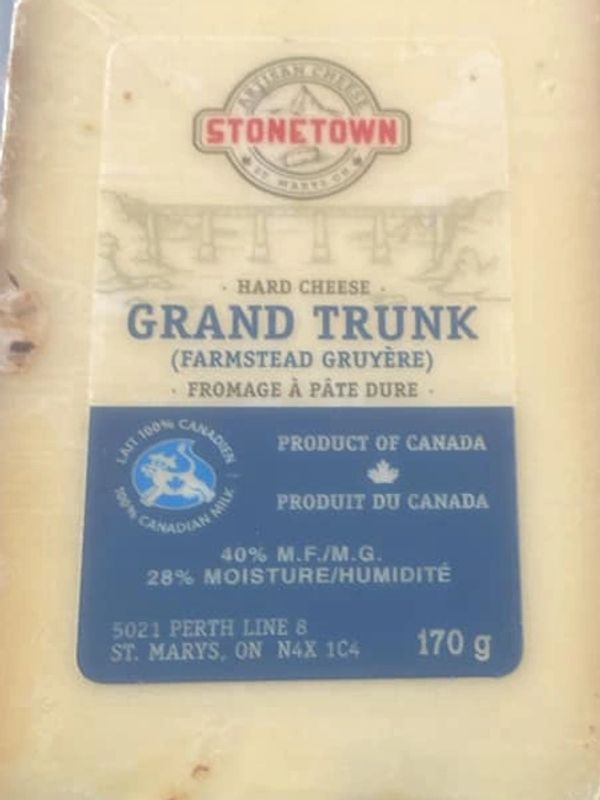 ARTISAN CHEESE
STONETOWN
ST. MARYS ON
· HARD CHEESE ·
GRAND TRUNK
(FARMSTEAD GRUYÈRE)
· FROMAGE À PÂTE DURE ·
LAIT 100% CANADIEN
100% CANADIAN MILK
PRODUCT OF CANADA
PRODUIT DU CANADA
40% M.F./M.G.
28% MOISTURE/HUMIDITÉ
5021 PERTH LINE 8
ST. MARYS, ON N4X 1C4
170 g